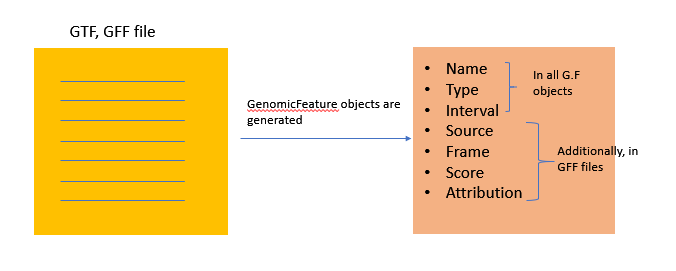 GTF, GFF file
GenomicFeature objects are
generated
• Name
• Type
• Interval
• Source
• Frame
• Score
• Attribution
In all G.F
objects
Additionally, in
GFF files